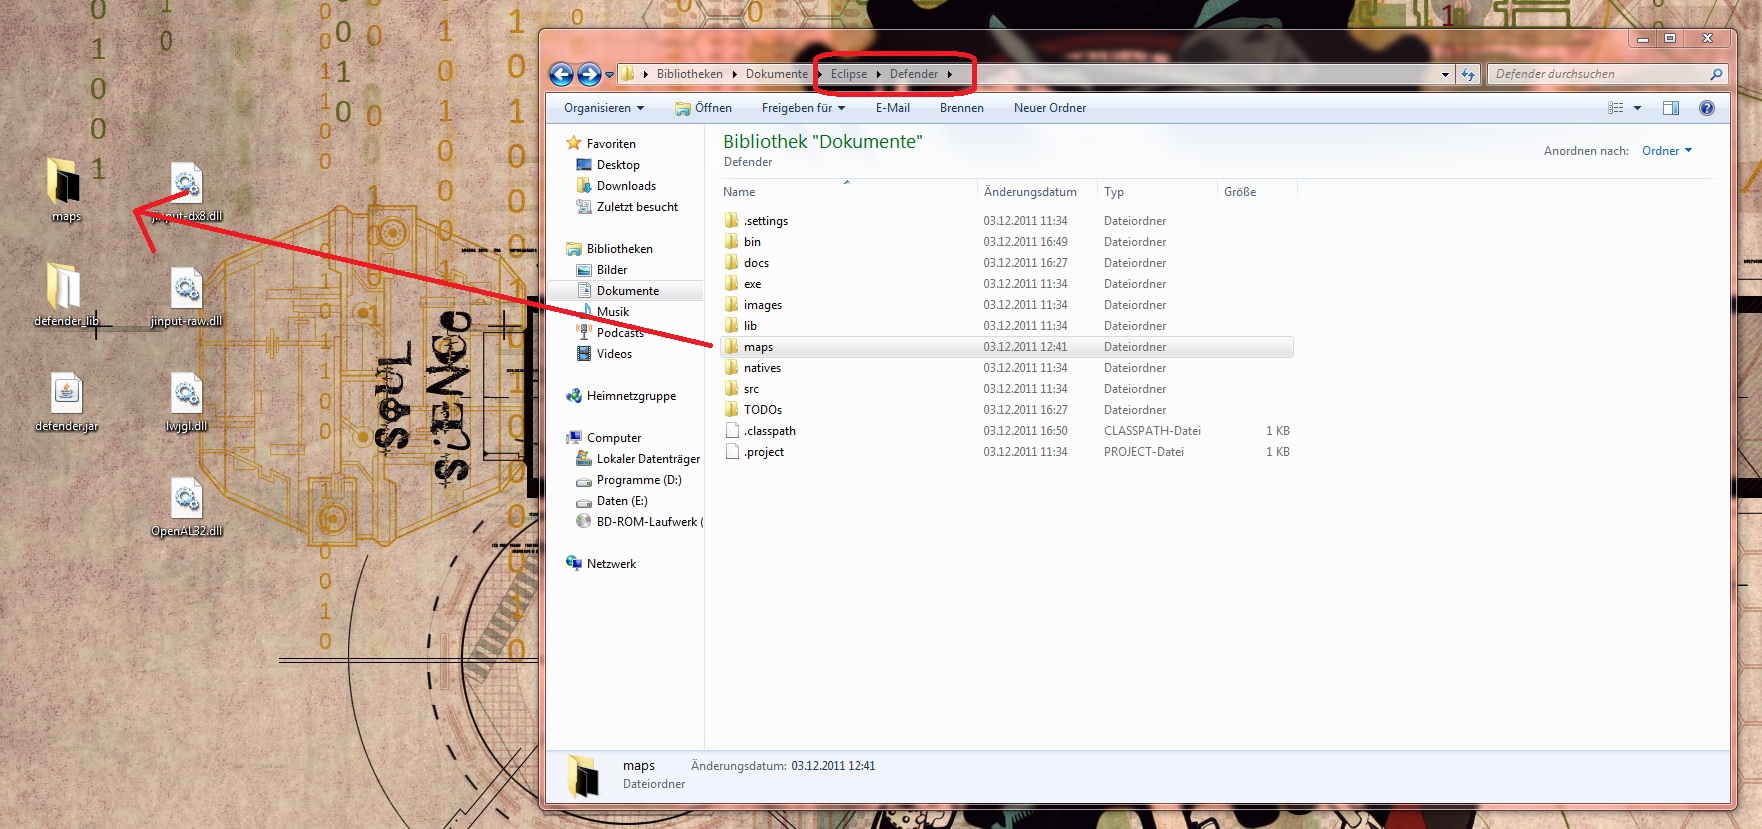 maps
jinput-dx8.dll
defender_lib
jinput-raw.dll
defender.jar
lwjgl.dll
OpenAL32.dll
SOUL
SCIENCE
Bibliotheken Dokumente Eclipse Defender
Defender durchsuchen
Organisieren Öffnen Freigeben für E-Mail Brennen Neuer Ordner
Favoriten
Desktop
Downloads
Zuletzt besucht
Bibliotheken
Bilder
Dokumente
Musik
Podcasts
Videos
Heimnetzgruppe
Computer
Lokaler Datenträger
Programme (D:)
Daten (E:)
BD-ROM-Laufwerk (
Netzwerk
Bibliothek "Dokumente"
Defender
Anordnen nach: Ordner
Name Änderungsdatum Typ Größe
.settings 03.12.2011 11:34 Dateiordner
bin 03.12.2011 16:49 Dateiordner
docs 03.12.2011 16:27 Dateiordner
exe 03.12.2011 11:34 Dateiordner
images 03.12.2011 11:34 Dateiordner
lib 03.12.2011 11:34 Dateiordner
maps 03.12.2011 12:41 Dateiordner
natives 03.12.2011 11:34 Dateiordner
src 03.12.2011 11:34 Dateiordner
TODOs 03.12.2011 16:27 Dateiordner
.classpath 03.12.2011 16:50 CLASSPATH-Datei 1 KB
.project 03.12.2011 11:34 PROJECT-Datei 1 KB
maps Änderungsdatum: 03.12.2011 12:41
Dateiordner